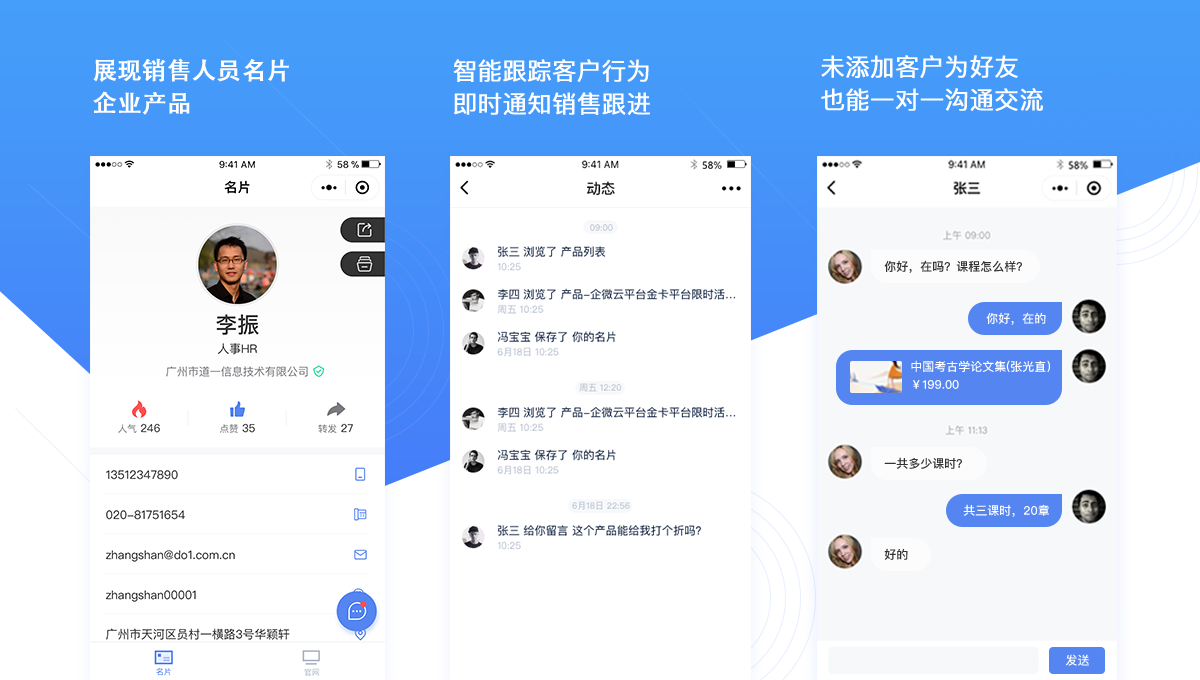 展现销售人员名片
企业产品
9:41 AM
58 %
名片
李振
人事HR
广州市道一信息技术有限公司
人气 246
点赞 35
转发 27
13512347890
020-81751654
zhangshan@do1.com.cn
zhangshan00001
广州市天河区员村一横路3号华颖轩
名片
官网
智能跟踪客户行为
即时通知销售跟进
9:41 AM
58%
动态
09:00
张三 浏览了 产品列表
10:25
李四 浏览了 产品-企微云平台金卡平台限时活...
周五 10:25
冯宝宝 保存了 你的名片
6月18日 10:25
周五 12:20
李四 浏览了 产品-企微云平台金卡平台限时活...
周五 10:25
冯宝宝 保存了 你的名片
6月18日 10:25
6月18日 22:56
张三 给你留言 这个产品能给我打个折吗?
10:25
未添加客户为好友
也能一对一沟通交流
9:41 AM
58%
张三
上午 09:00
你好，在吗？课程怎么样?
你好，在的
中国考古学论文集(张光直)
¥199.00
上午 11:13
一共多少课时?
共三课时，20章
好的
发送